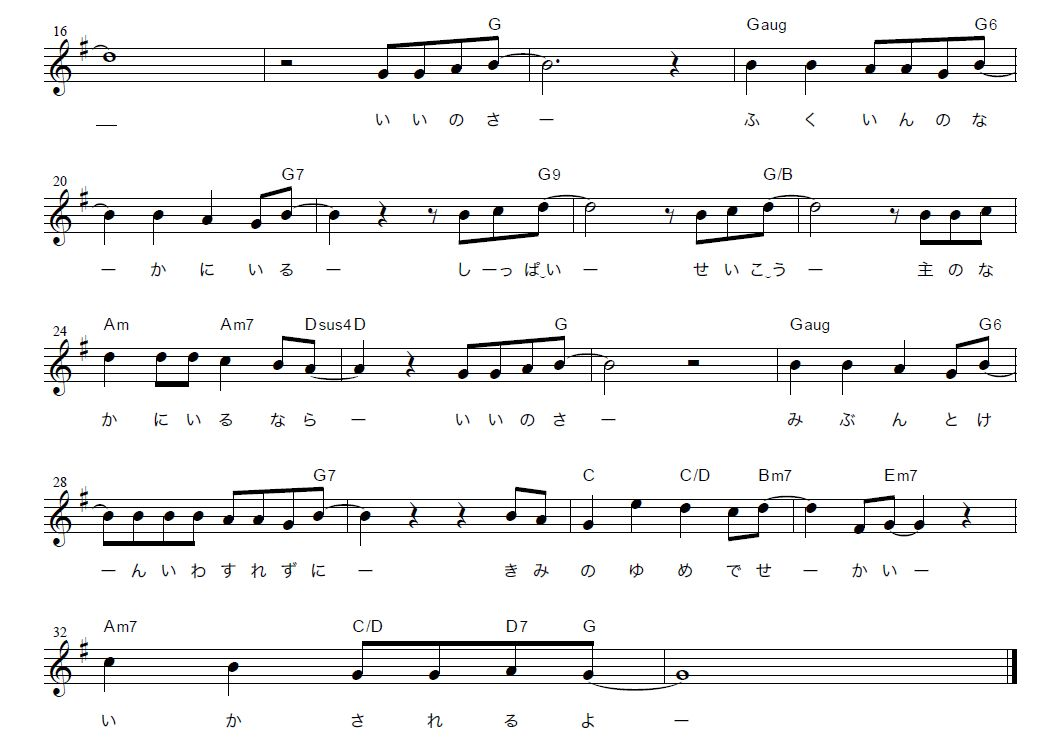 16 G Gaug G6
いいのさー ふくいんのな
20 G7 G9 G/B
ーかにいるー しーっぱいー せいこうー 主のな
24 Am Am7 Dsus4 D G Gaug G6
かにいるならー いいのさー みぶんとけ
28 G7 C C/D Bm7 Em7
ーんいわすれずにー きみのゆめでせーかいー
32 Am7 C/D D7 G
いかされるよー